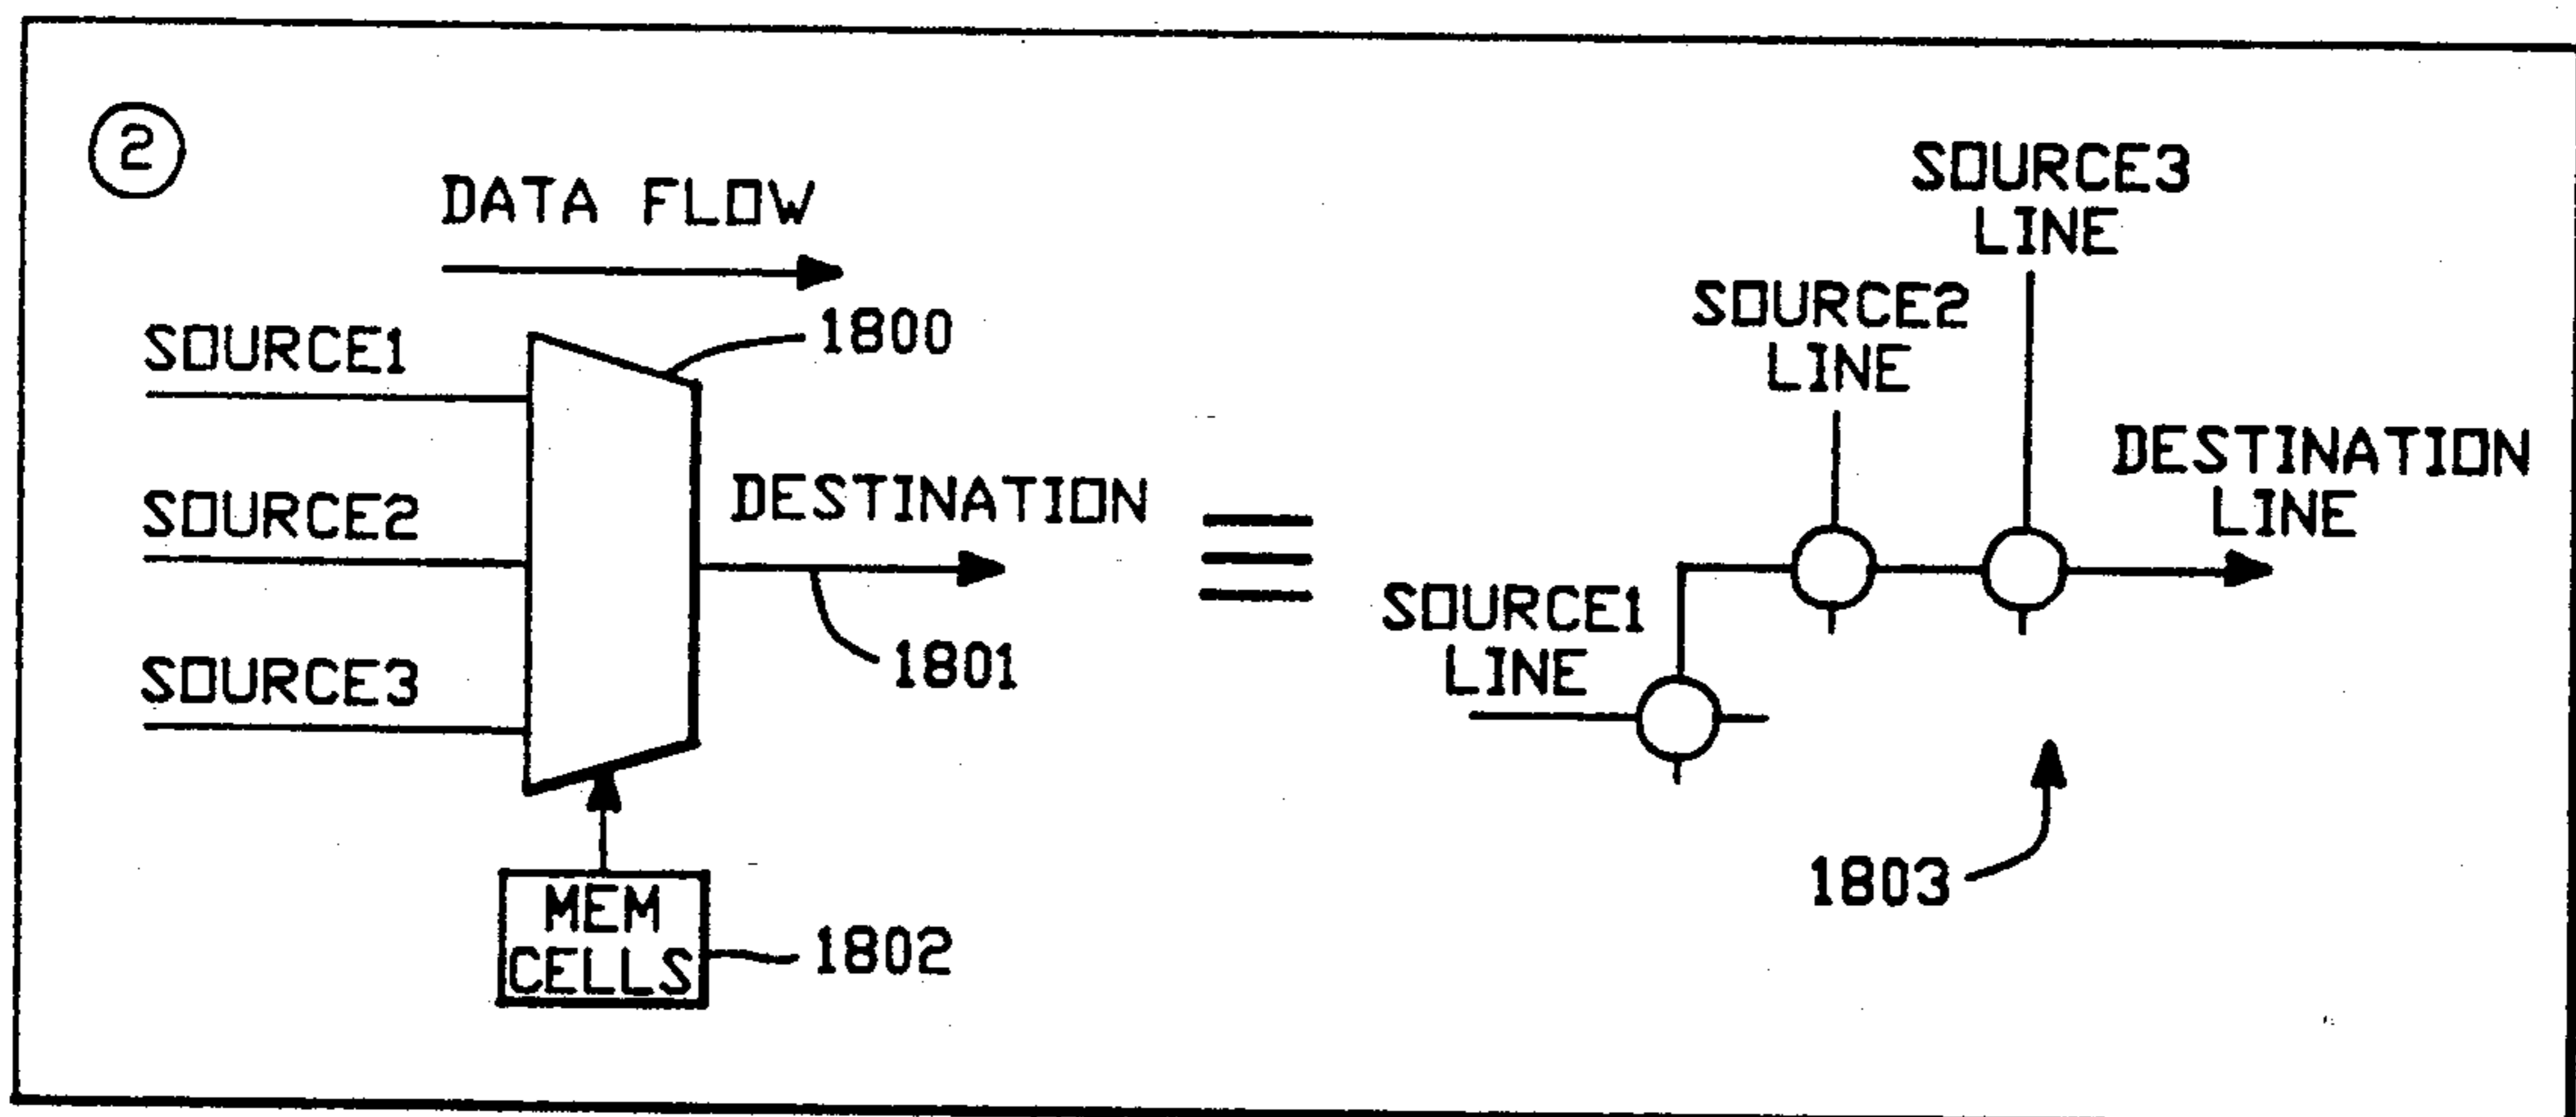 2
DATA FLOW
1800
SOURCE1
SOURCE2
SOURCE3
DESTINATION
1801
MEM
CELLS
1802
SOURCE3
LINE
SOURCE2
LINE
DESTINATION
LINE
SOURCE1
LINE
1803